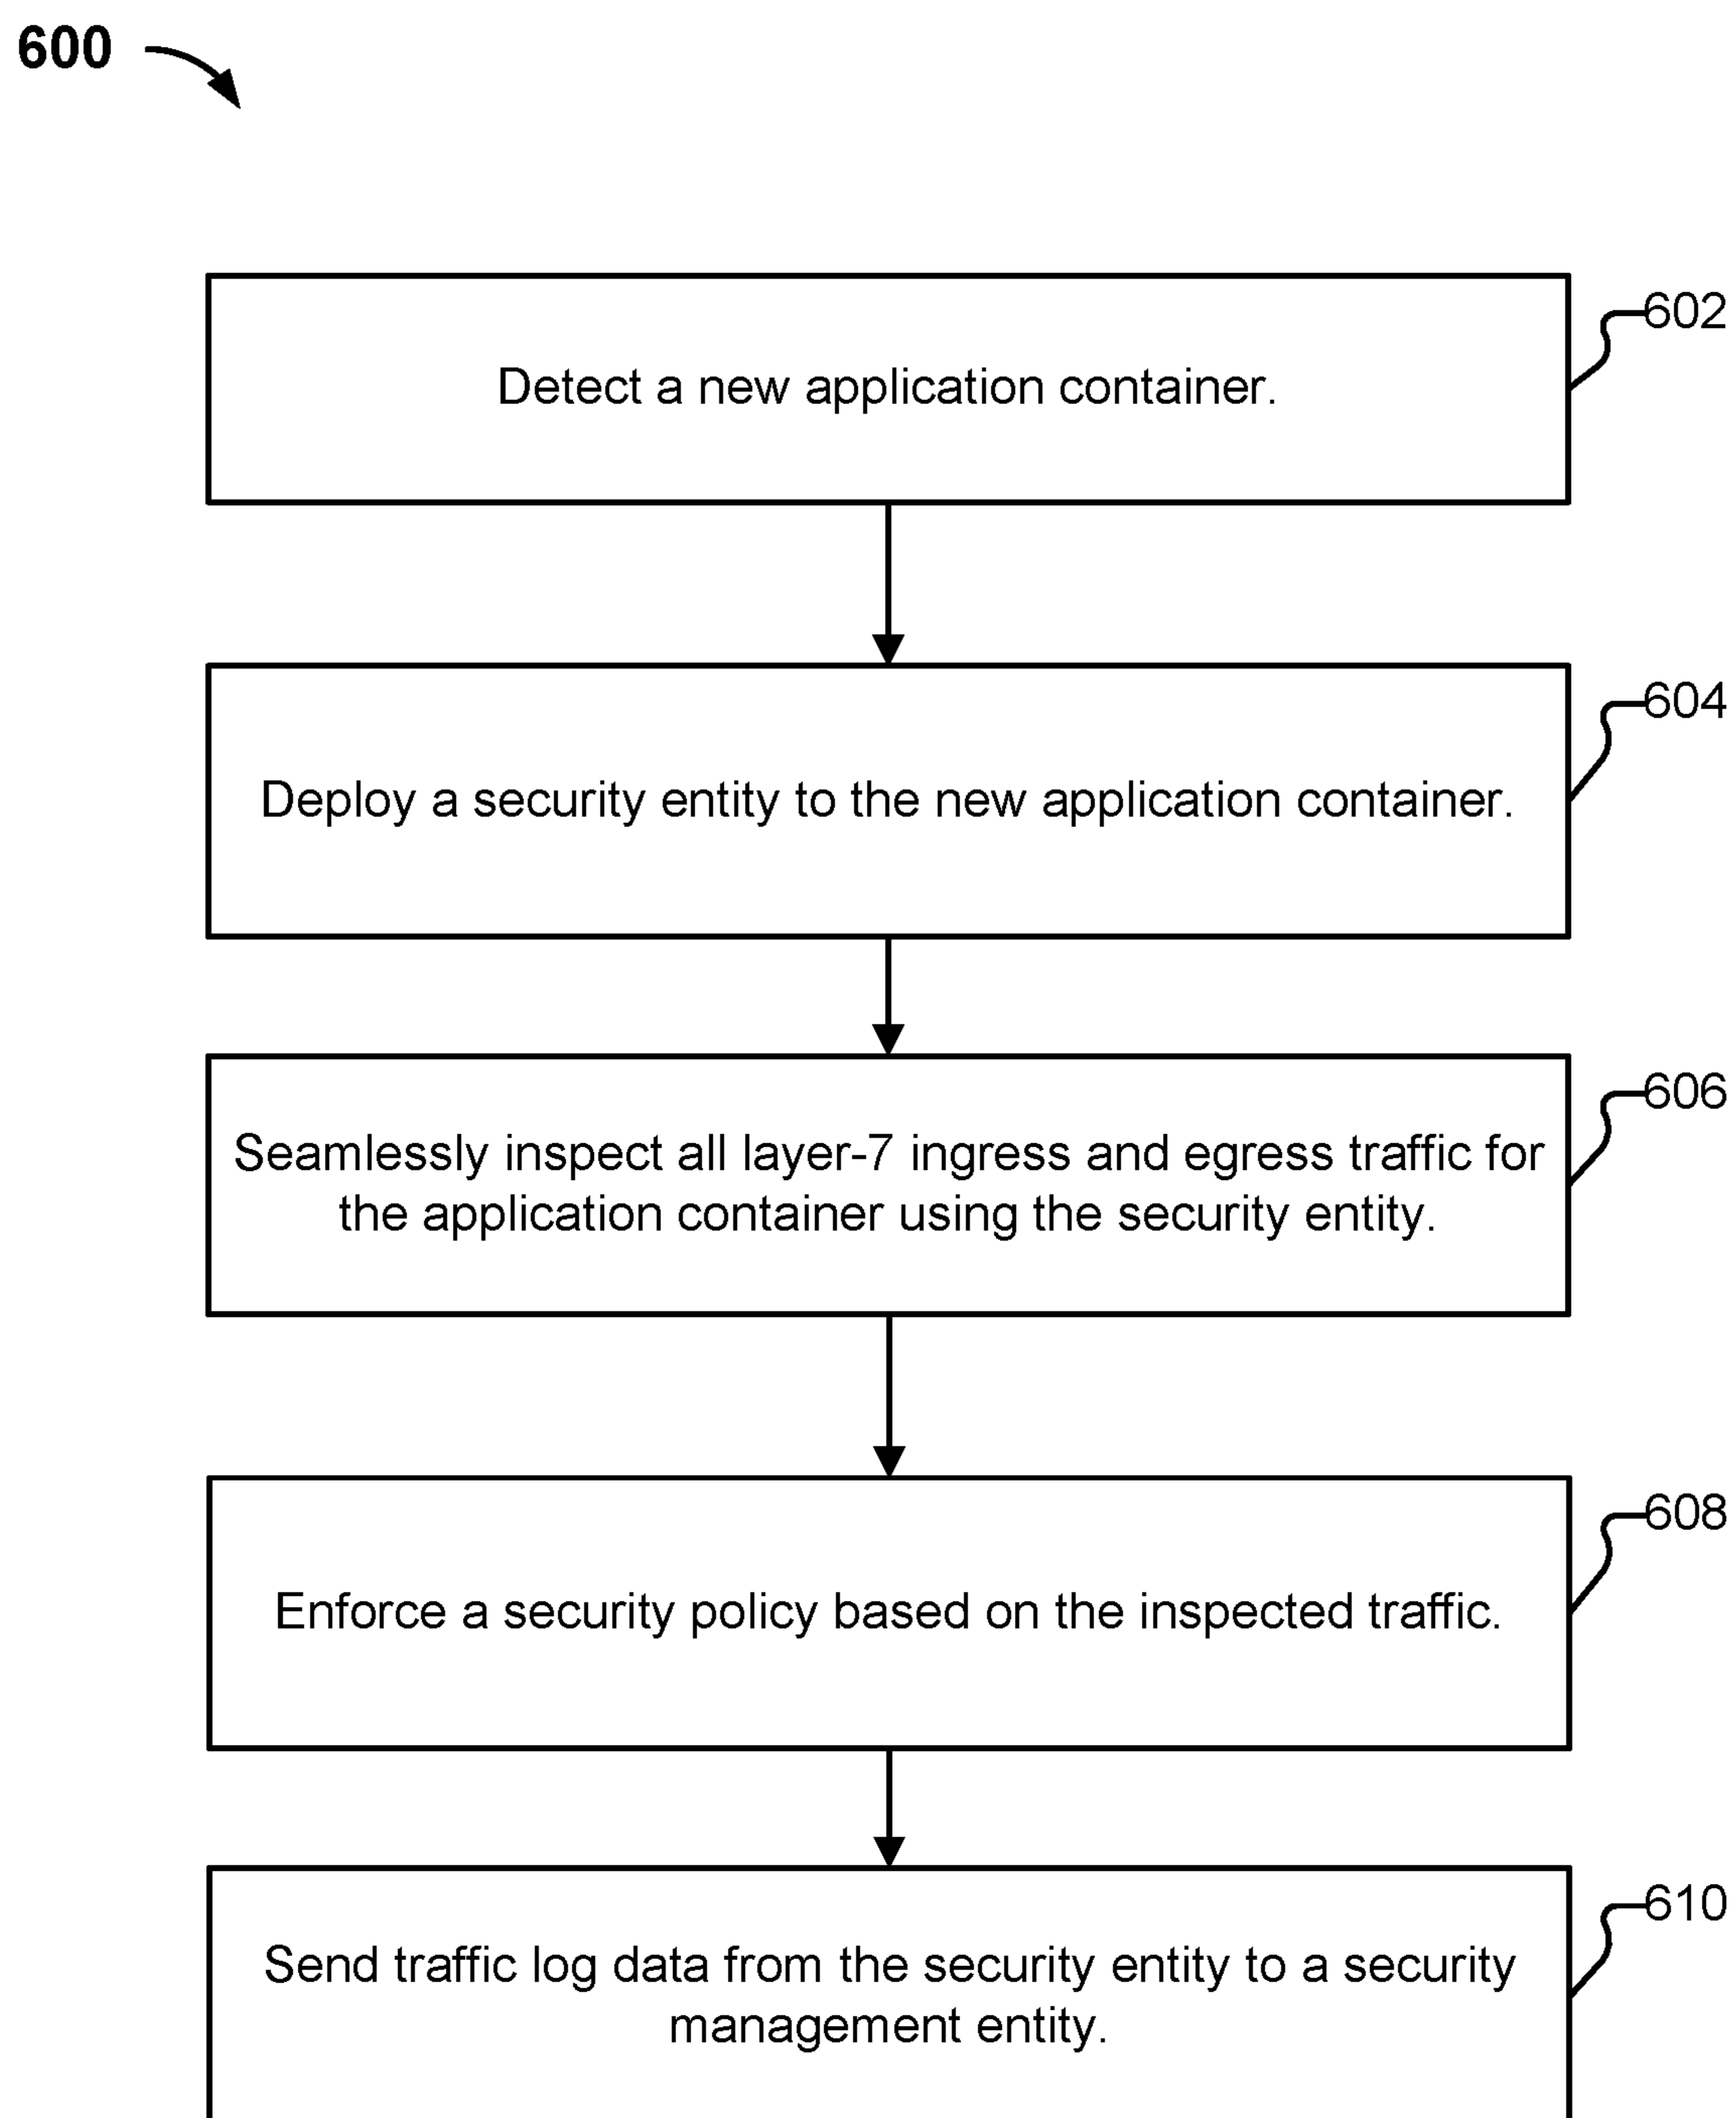 600
Detect a new application container.
602
Deploy a security entity to the new application container.
604
Seamlessly inspect all layer-7 ingress and egress traffic for
the application container using the security entity.
606
Enforce a security policy based on the inspected traffic.
608
Send traffic log data from the security entity to a security
management entity.
610